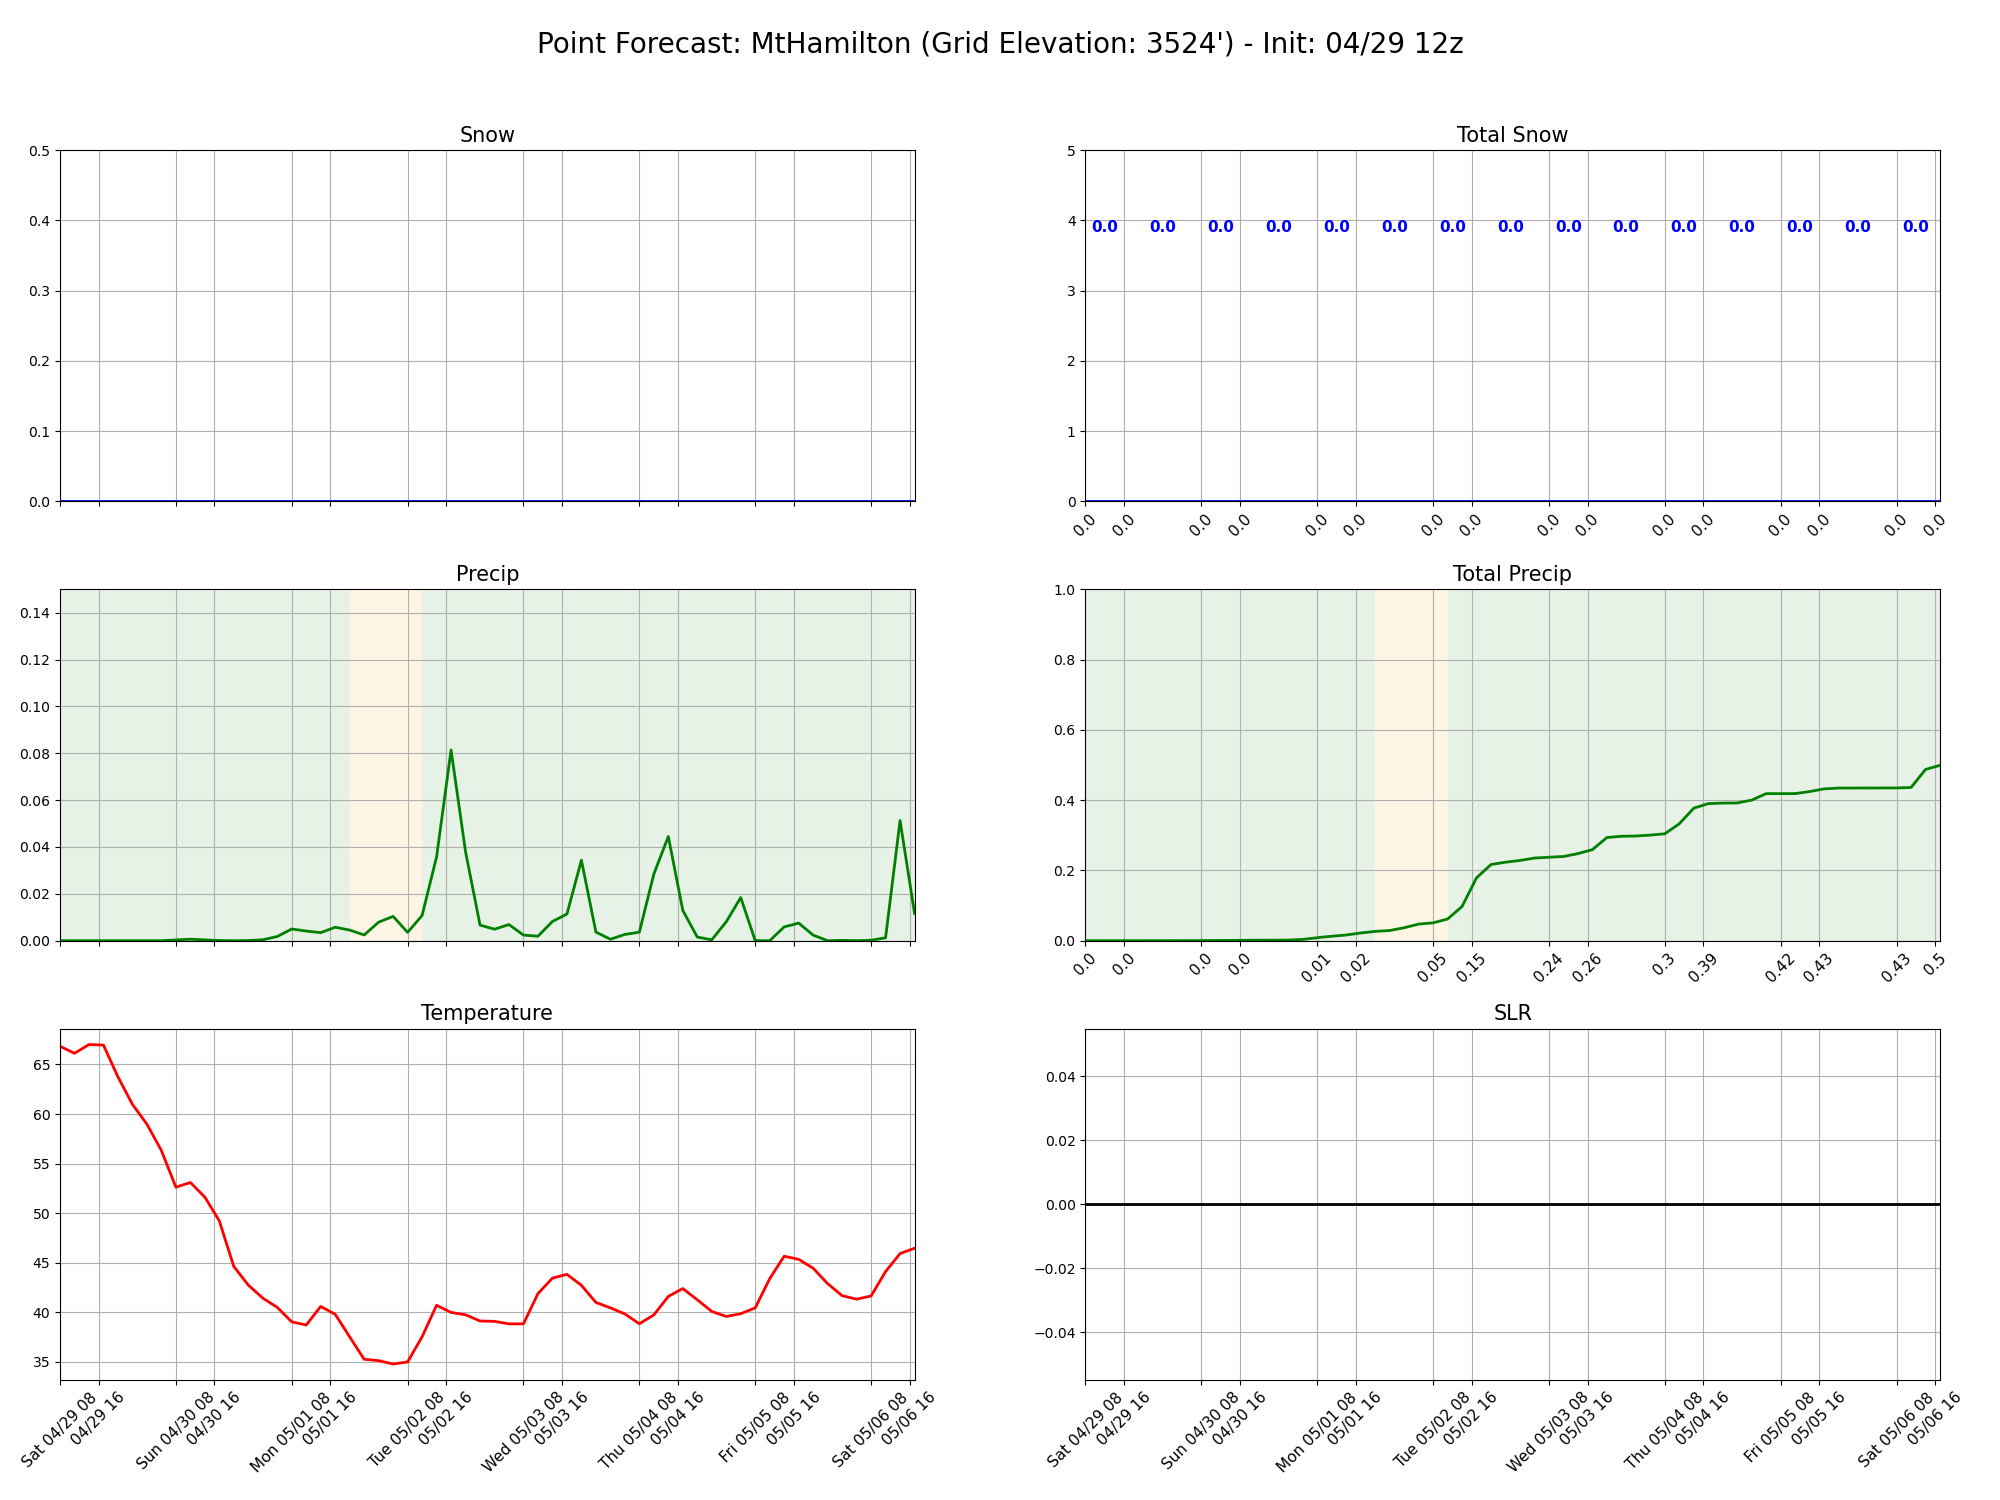 Point Forecast: MtHamilton (Grid Elevation: 3524') - Init: 04/29 12z
Snow
0.5
0.4
0.3
0.2
0.1
0.0
Total Snow
5
4
3
2
1
0
0.0 0.0 0.0 0.0 0.0 0.0 0.0 0.0 0.0 0.0 0.0 0.0 0.0 0.0 0.0
0.0 0.0 0.0 0.0 0.0 0.0 0.0 0.0 0.0 0.0 0.0 0.0 0.0 0.0 0.0 0.0
Precip
0.14
0.12
0.10
0.08
0.06
0.04
0.02
0.00
Total Precip
1.0
0.8
0.6
0.4
0.2
0.0
0.0 0.0 0.0 0.0 0.01 0.02 0.05 0.15 0.24 0.26 0.3 0.39 0.42 0.43 0.43 0.5
Temperature
65
60
55
50
45
40
35
Sat 04/29 08
04/29 16
Sun 04/30 08
04/30 16
Mon 05/01 08
05/01 16
Tue 05/02 08
05/02 16
Wed 05/03 08
05/03 16
Thu 05/04 08
05/04 16
Fri 05/05 08
05/05 16
Sat 05/06 08
05/06 16
SLR
0.04
0.02
0.00
−0.02
−0.04
Sat 04/29 08
04/29 16
Sun 04/30 08
04/30 16
Mon 05/01 08
05/01 16
Tue 05/02 08
05/02 16
Wed 05/03 08
05/03 16
Thu 05/04 08
05/04 16
Fri 05/05 08
05/05 16
Sat 05/06 08
05/06 16